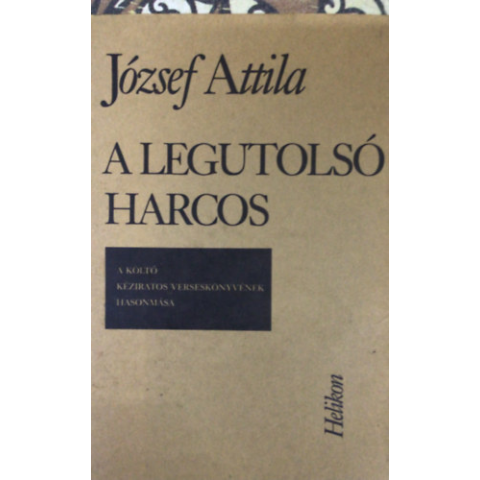 József Attila
A LEGUTOLSÓ
HARCOS
A KÖLTŐ
KÉZIRATOS VERSESKÖNYVÉNEK
HASONMÁSA
Helikon